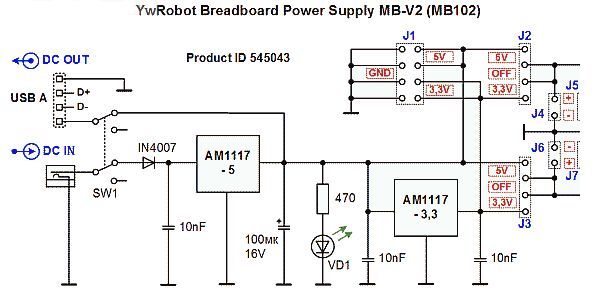 YwRobot Breadboard Power Supply MB-V2 (MB102)
DC OUT
Product ID 545043
J1
J2
5V
5V
GND
OFF
3,3V
3,3V
USB A
D+
D-
J5
+
J4
-
DC IN
IN4007
AM1117
- 5
J6
-
+
J7
SW1
5V
OFF
3,3V
J3
470
AM1117
- 3,3
10nF
100мк
16V
VD1
10nF
10nF